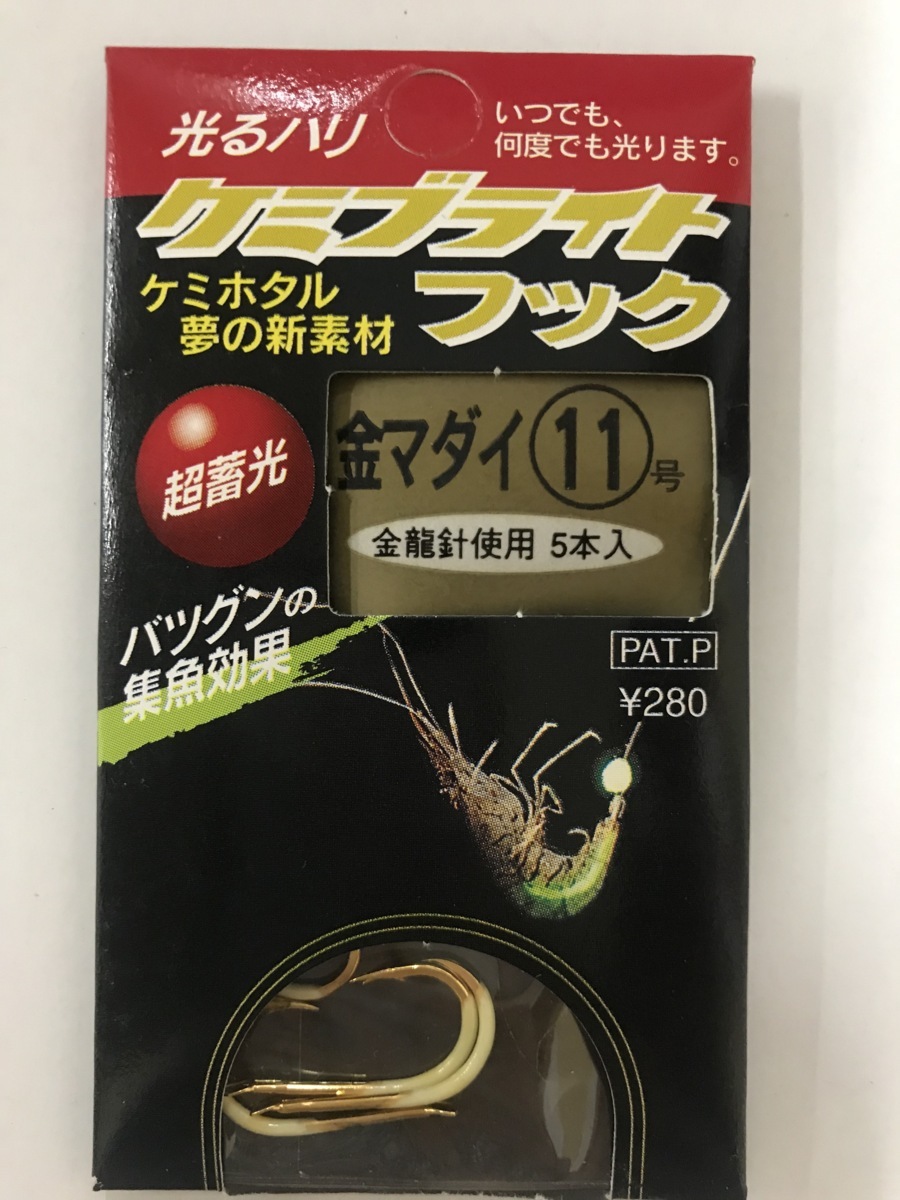 光るハリ
いつでも、
何度でも光ります。
ケミブライト
フック
ケミホタル
夢の新素材
超蓄光
金マダイ⑪号
金龍針使用 5本入
バツグンの
集魚効果
PAT.P
¥280